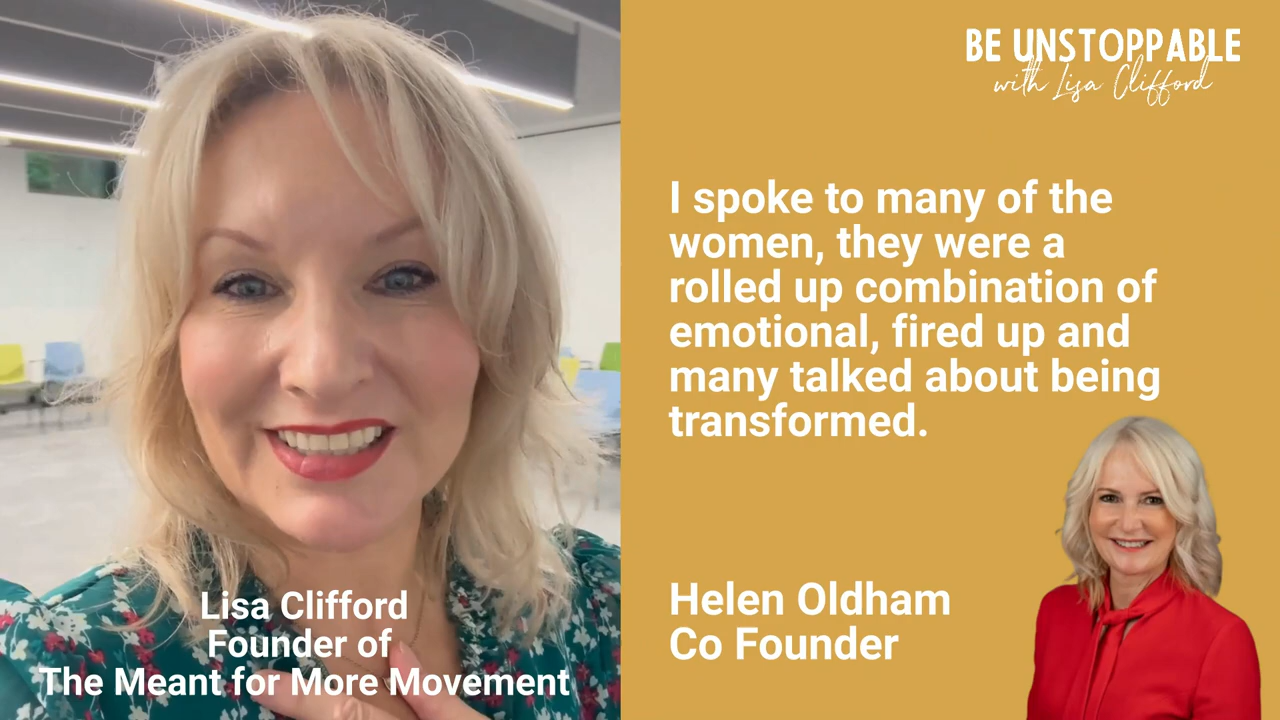 BE UNSTOPPABLE
with Lisa Clifford
I spoke to many of the
women, they were a
rolled up combination of
emotional, fired up and
many talked about being
transformed.
Helen Oldham
Co Founder
Lisa Clifford
Founder of
The Meant for More Movement